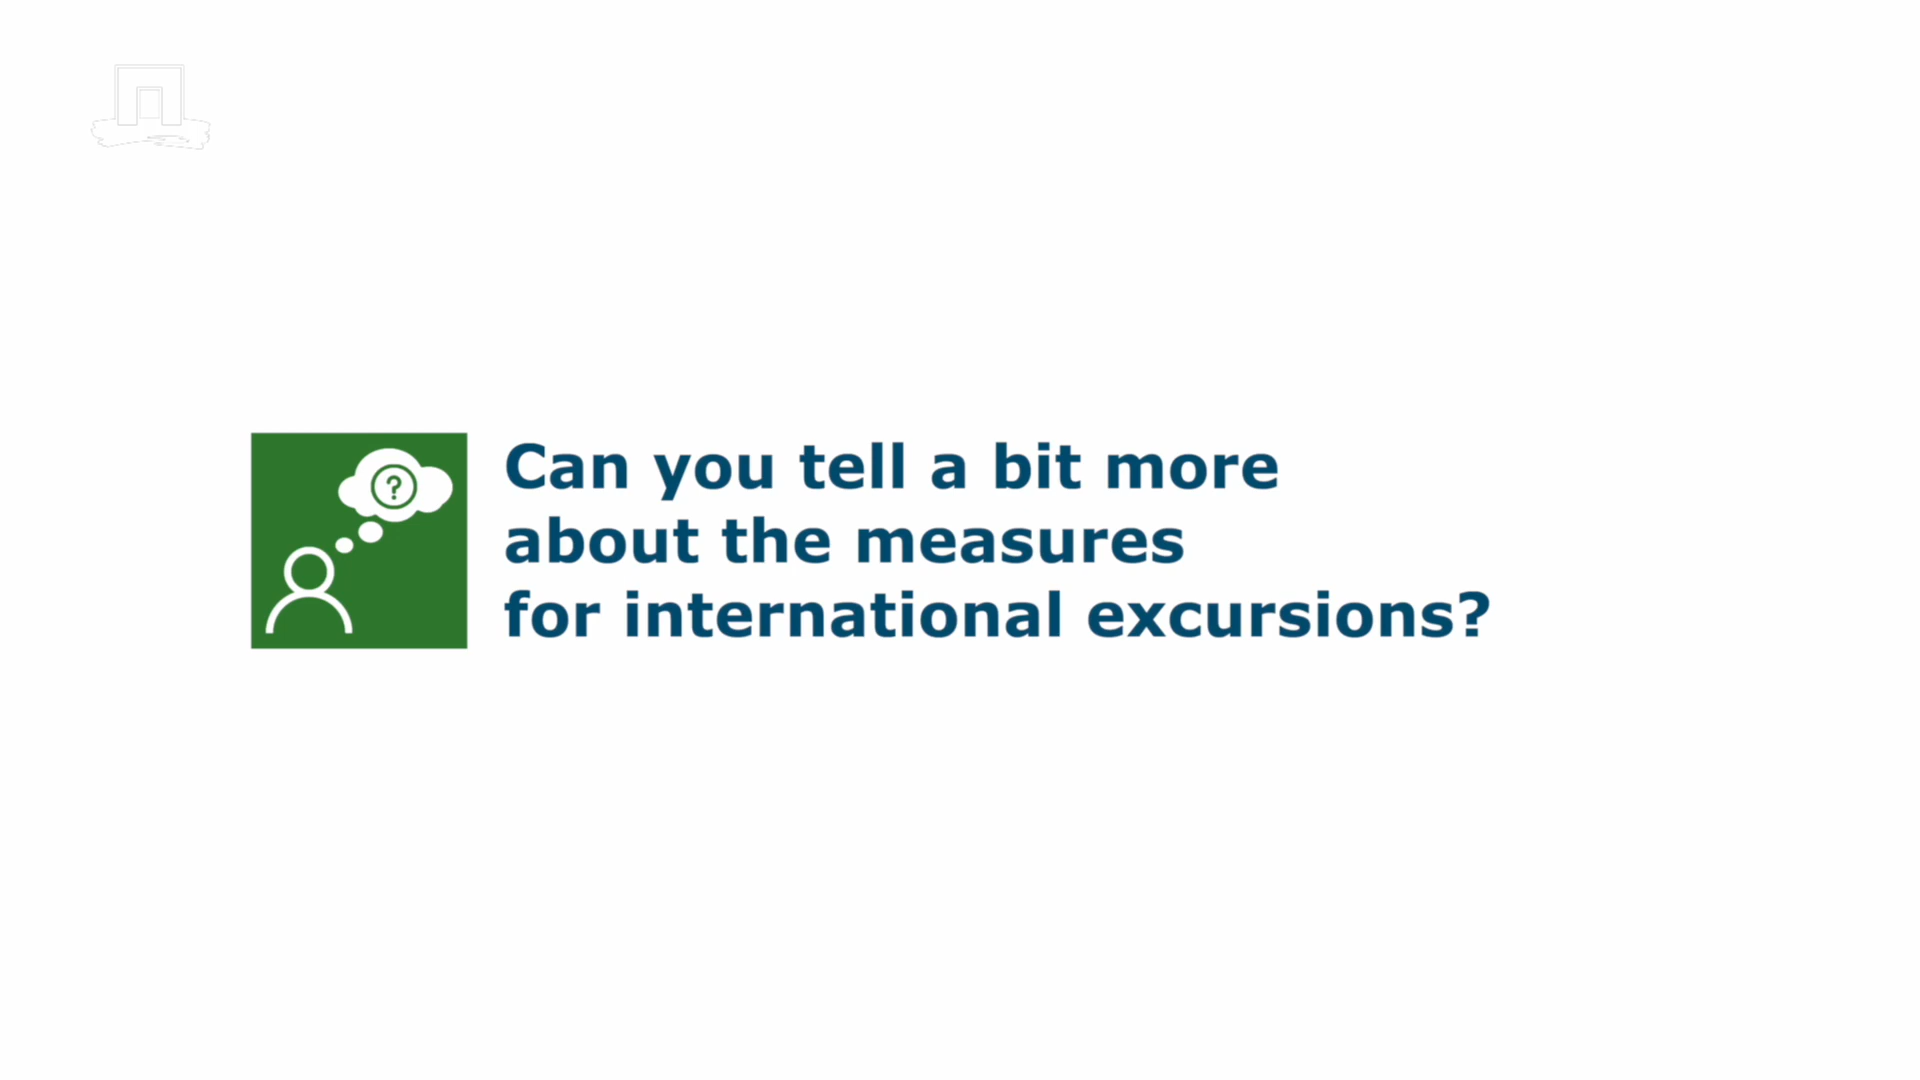 ?
Can you tell a bit more
about the measures
for international excursions?